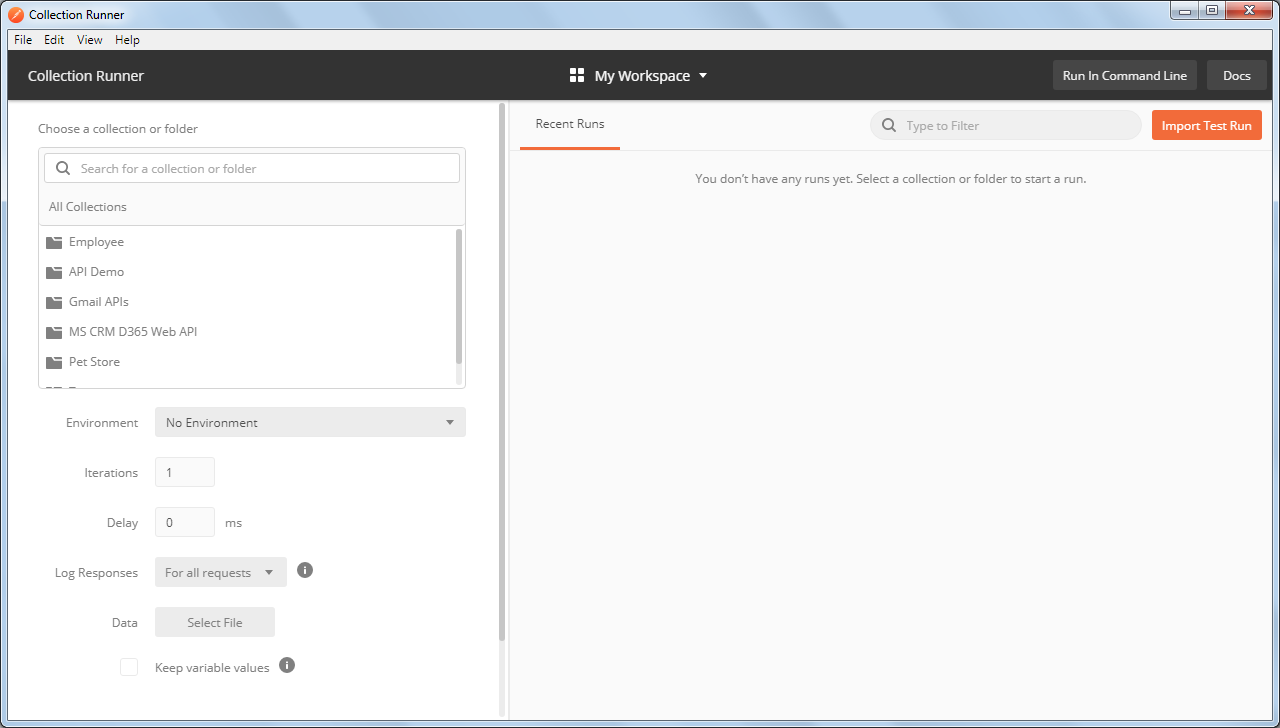 Collection Runner
File Edit View Help
Collection Runner
My Workspace
Run In Command Line
Docs
Choose a collection or folder
Search for a collection or folder
All Collections
Employee
API Demo
Gmail APIs
MS CRM D365 Web API
Pet Store
Environment No Environment
Iterations 1
Delay 0 ms
Log Responses For all requests
Data Select File
Keep variable values
Recent Runs
Type to Filter
Import Test Run
You don't have any runs yet. Select a collection or folder to start a run.